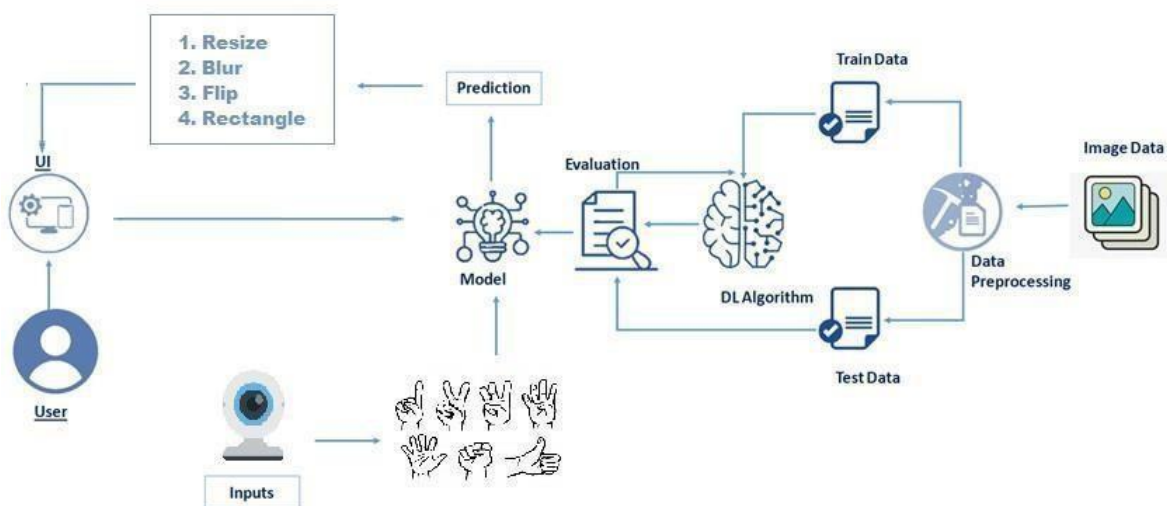 1. Resize
2. Blur
3. Flip
4. Rectangle
Prediction
Train Data
Image Data
UI
Evaluation
Model
DL Algorithm
Data
Preprocessing
User
Test Data
Inputs